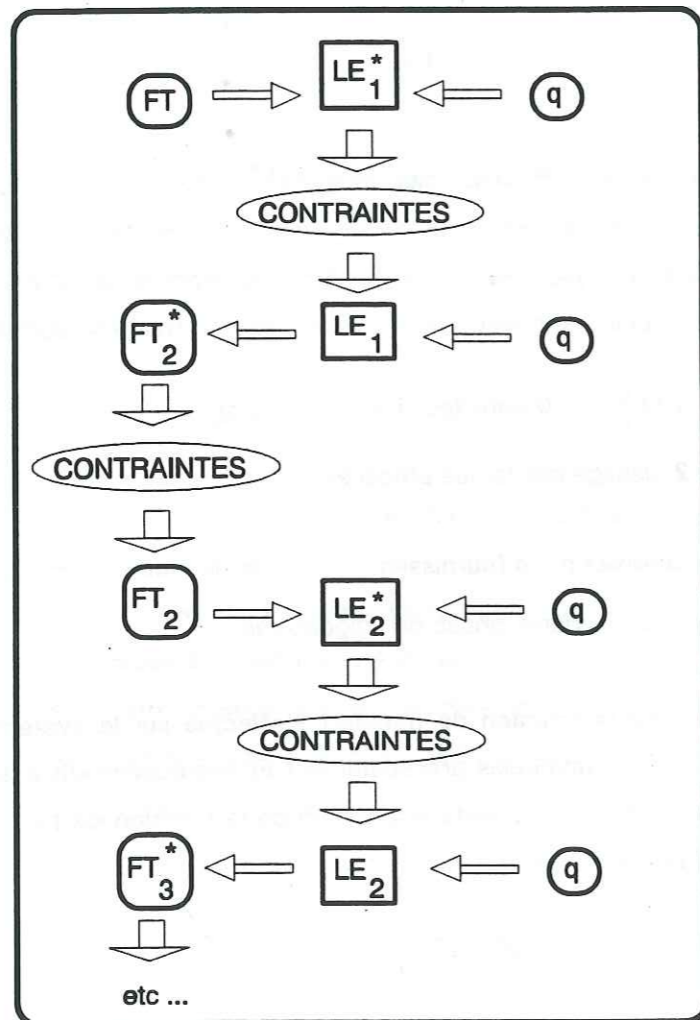 FT LE*1 q
CONTRAINTES
FT*2 LE1 q
CONTRAINTES
FT2 LE*2 q
CONTRAINTES
FT*3 LE2 q
etc ...